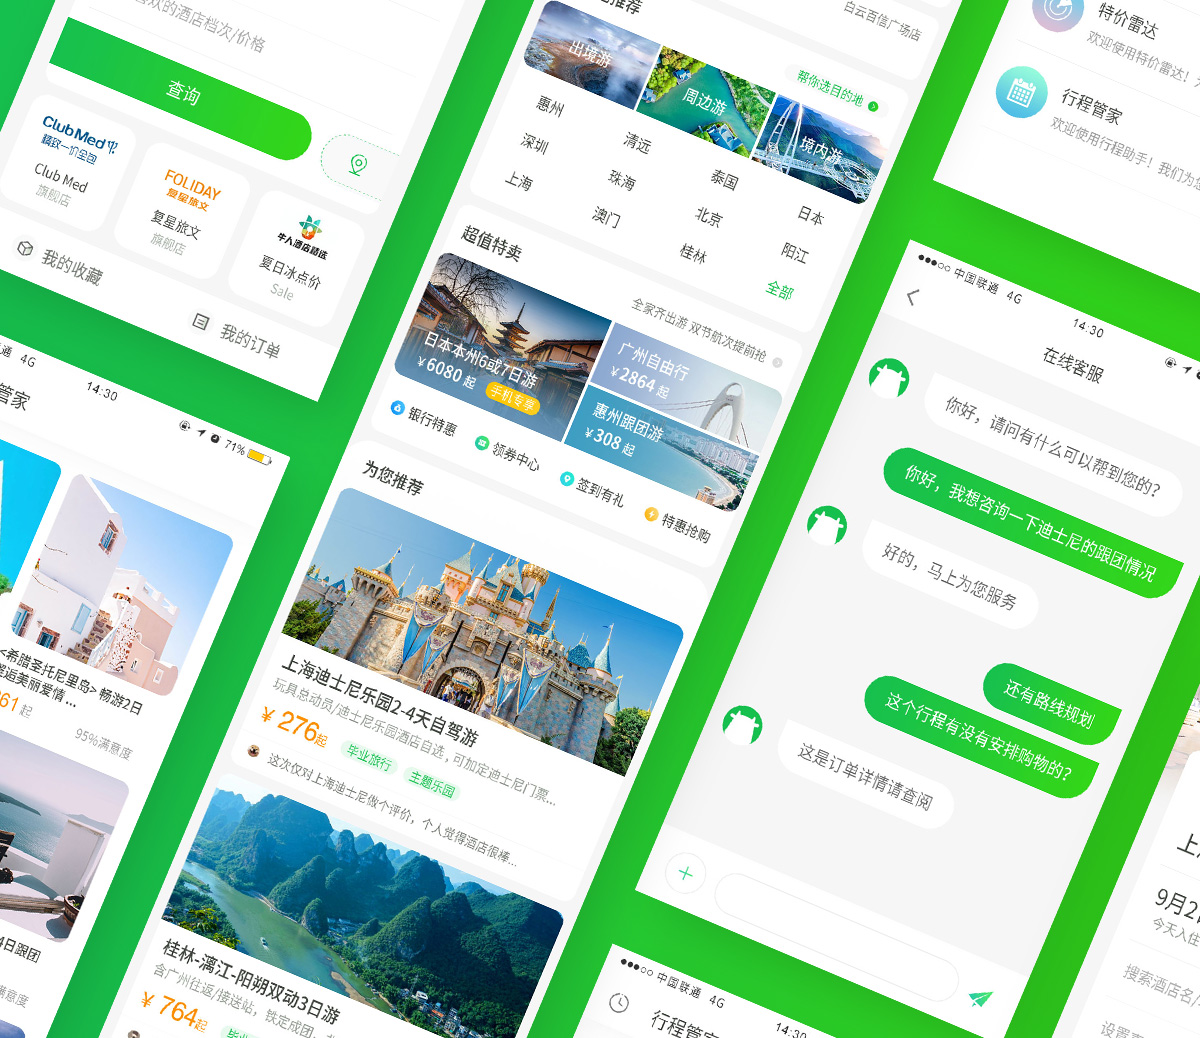 喜欢的酒店档次/价格
查询
Club Med
精致一价全包
Club Med
旗舰店
FOLIDAY
复星旅文
复星旅文
旗舰店
牛人酒店精选
夏日冰点价
Sale
我的收藏
我的订单
4G
14:30
71%
管家
<希腊圣托尼里岛> 畅游2日
邂逅美丽爱情 ...
61起
95%满意度
4日跟团
满意度
推荐
白云百信广场店
帮你选目的地
出境游
周边游
境内游
惠州
清远
泰国
日本
深圳
珠海
北京
阳江
上海
澳门
桂林
全部
超值特卖
全家齐出游 双节航次提前抢
日本本州6或7日游
¥6080 起
手机专享
广州自由行
¥2864 起
惠州跟团游
¥308 起
银行特惠
领券中心
签到有礼
特惠抢购
为您推荐
上海迪士尼乐园2-4天自驾游
玩具总动员/迪士尼乐园酒店自选，可加定迪士尼门票...
¥ 276起
毕业旅行
主题乐园
这次仅对上海迪士尼做个评价，个人觉得酒店很棒...
桂林-漓江-阳朔双动3日游
含广州往返/接送站，铁定成团、
¥ 764起
特价雷达
欢迎使用特价雷达！
行程管家
欢迎使用行程助手！我们为您
中国联通 4G
14:30
在线客服
你好，请问有什么可以帮到您的?
你好，我想咨询一下迪士尼的跟团情况
好的，马上为您服务
还有路线规划
这个行程有没有安排购物的?
这是订单详情请查阅
中国联通 4G
14:30
行程管家
上
9月2
今天入住
搜索酒店名
设置